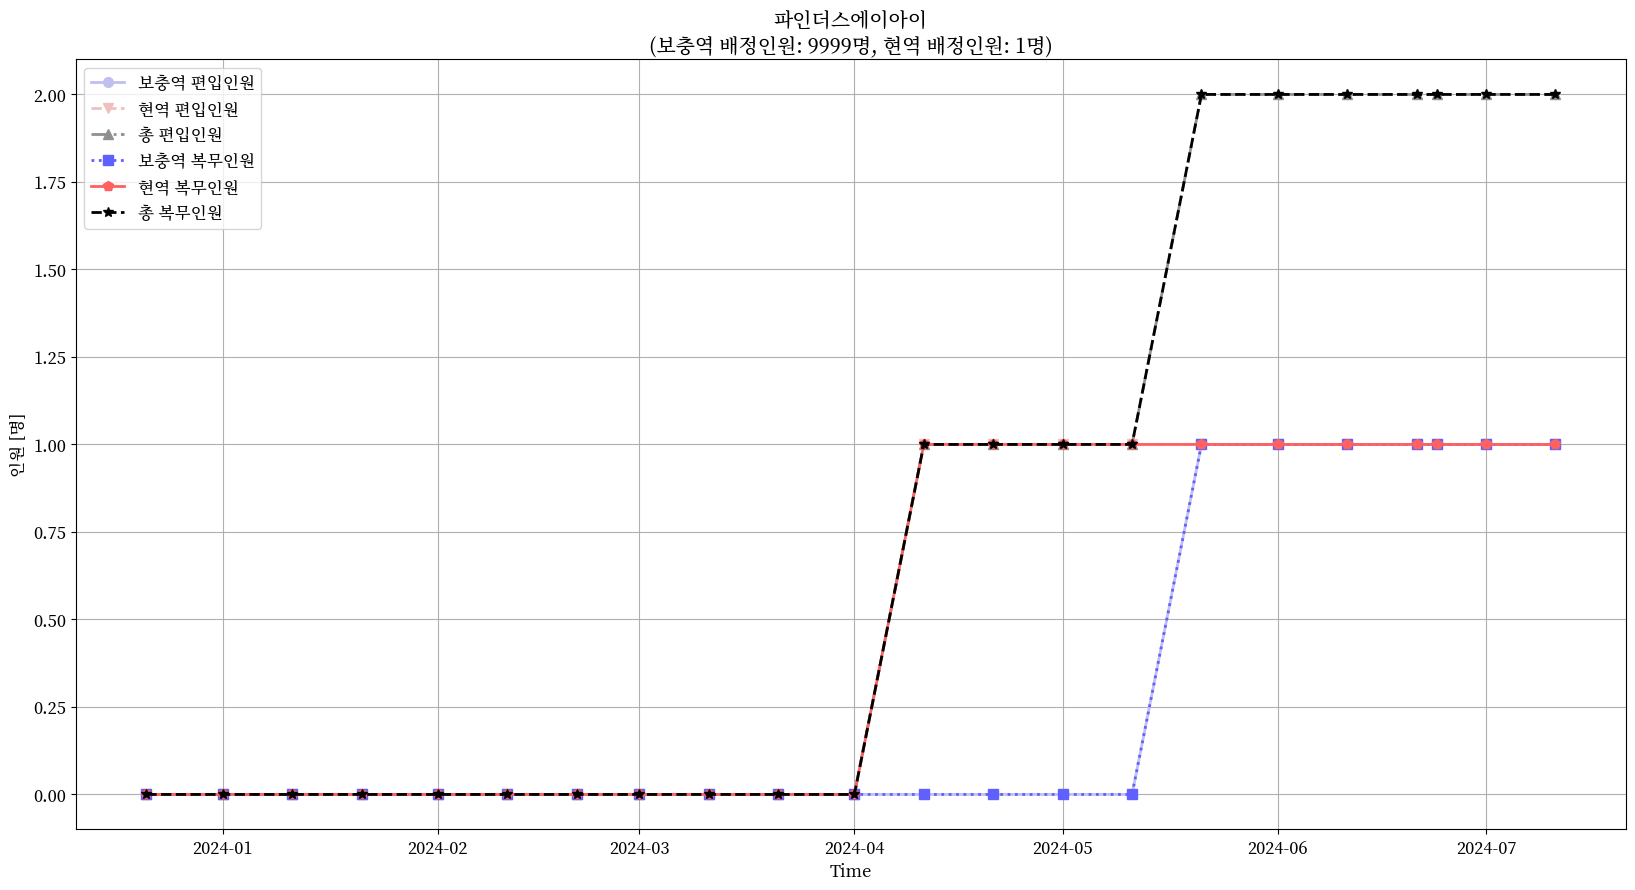 파인더스에이아이
(보충역 배정인원: 9999명, 현역 배정인원: 1명)
보충역 편입인원
현역 편입인원
총 편입인원
보충역 복무인원
현역 복무인원
총 복무인원
2.00
1.75
1.50
1.25
1.00
0.75
0.50
0.25
0.00
인원 [명]
2024-01 2024-02 2024-03 2024-04 2024-05 2024-06 2024-07
Time